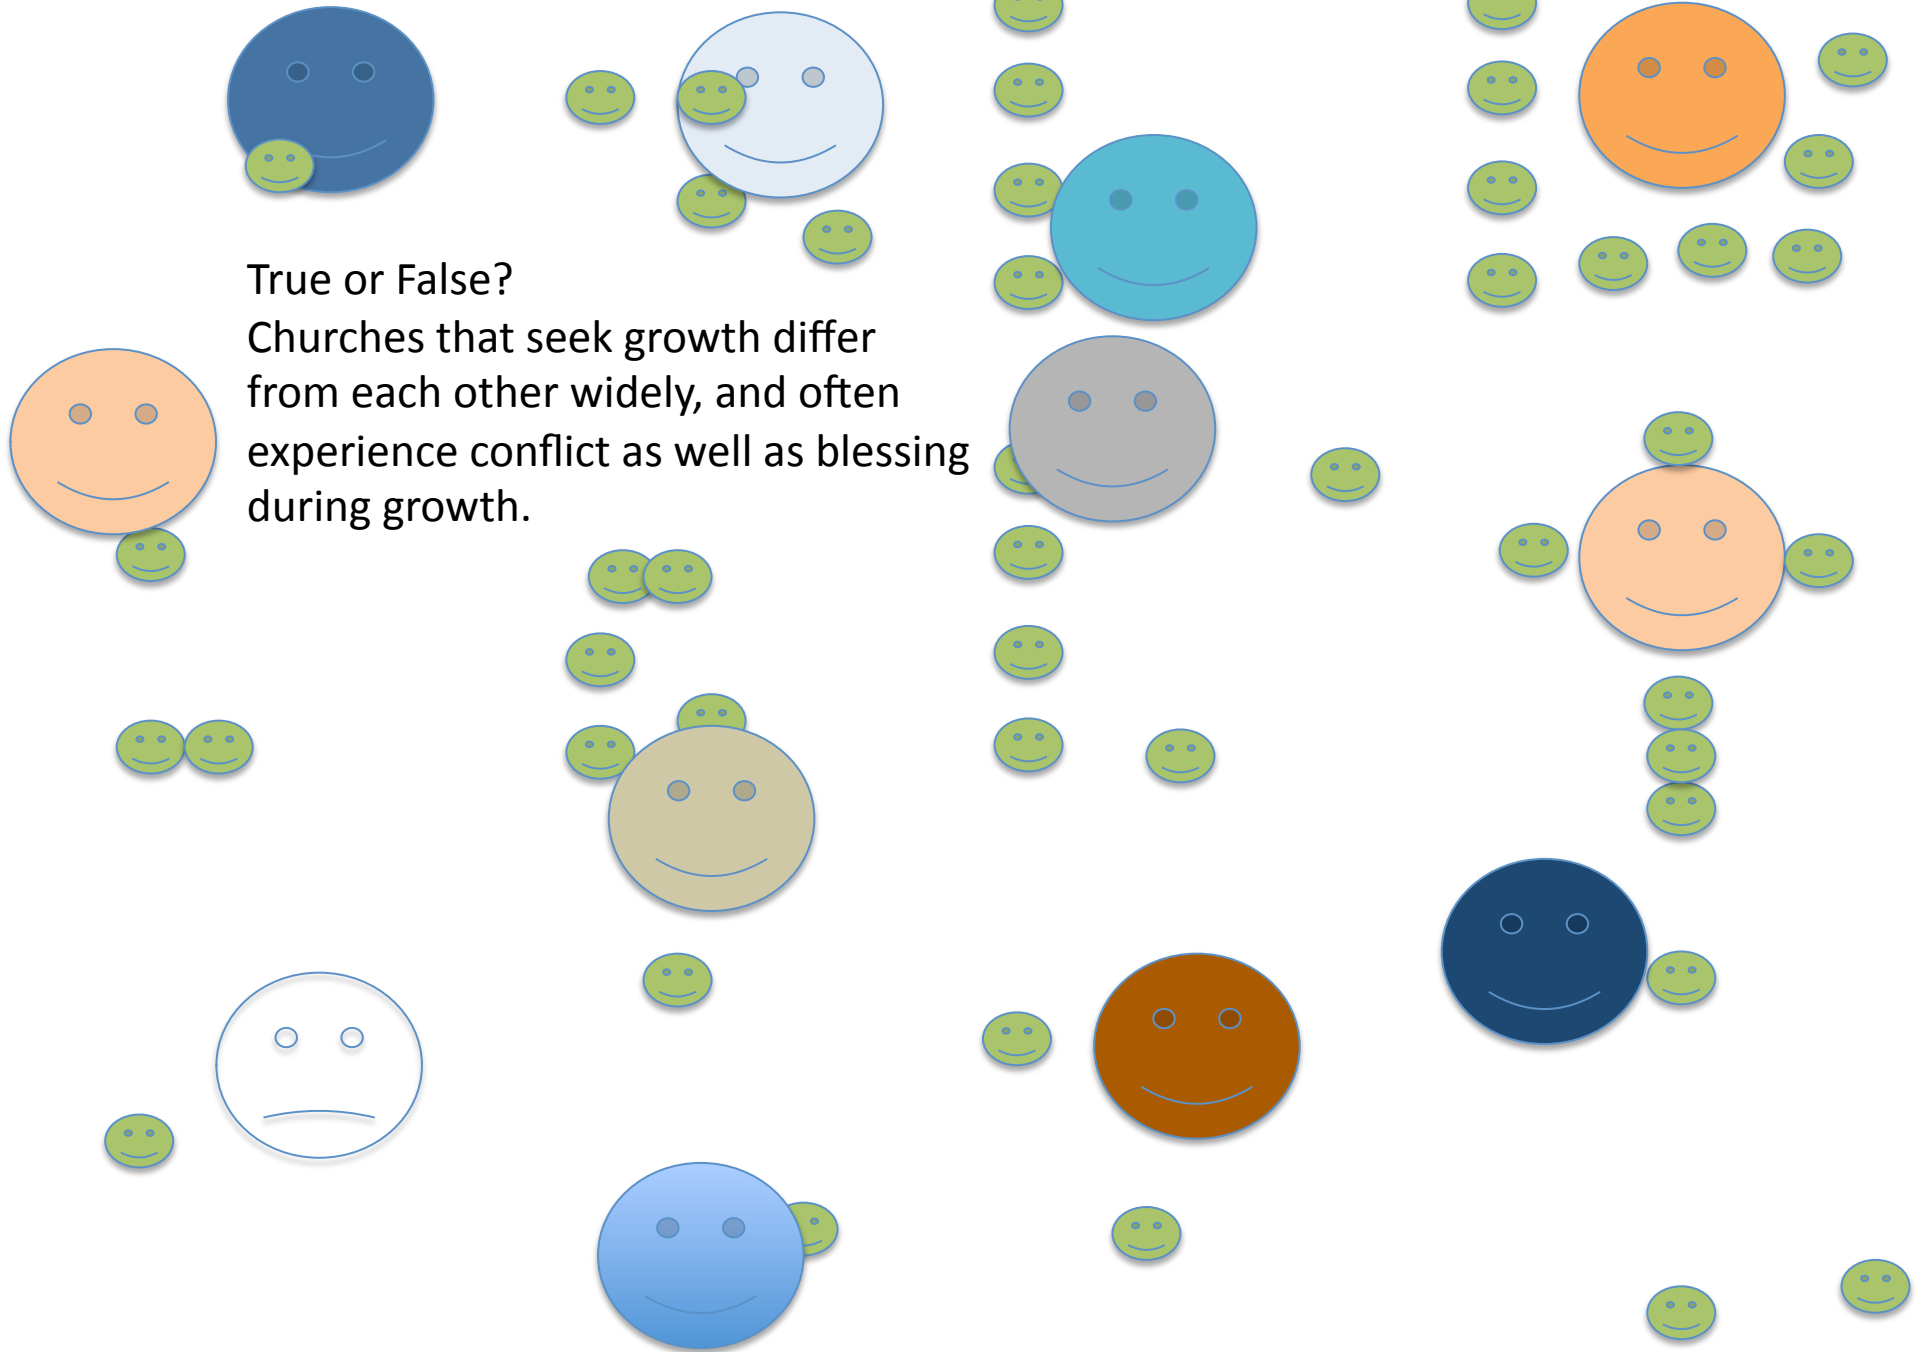 True or False?
Churches that seek growth differ
from each other widely, and often
experience conflict as well as blessing
during growth.